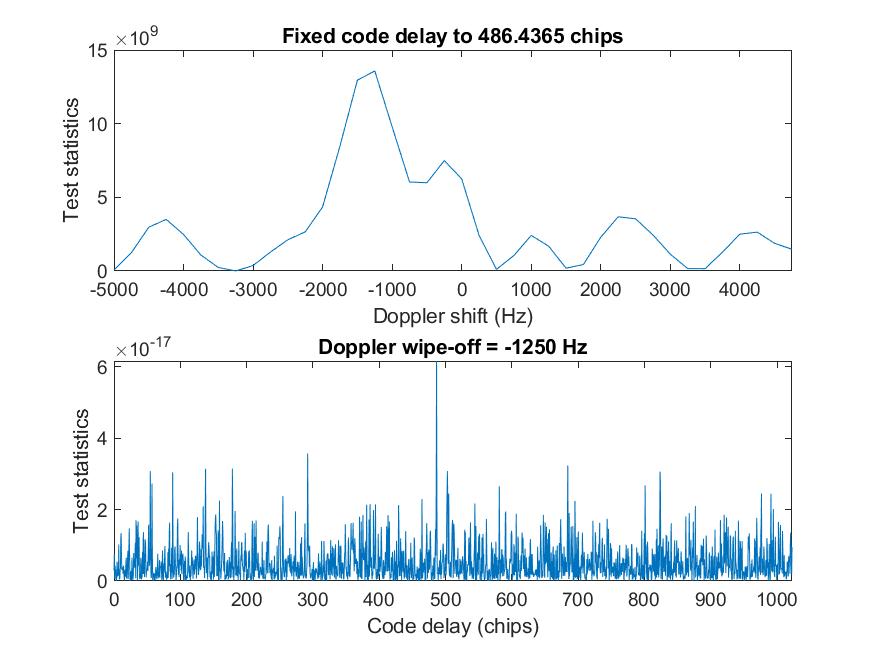 ×10⁹
Fixed code delay to 486.4365 chips
15
10
5
0
Test statistics
-5000 -4000 -3000 -2000 -1000 0 1000 2000 3000 4000
Doppler shift (Hz)
×10⁻¹⁷
Doppler wipe-off = -1250 Hz
6
4
2
0
Test statistics
0 100 200 300 400 500 600 700 800 900 1000
Code delay (chips)